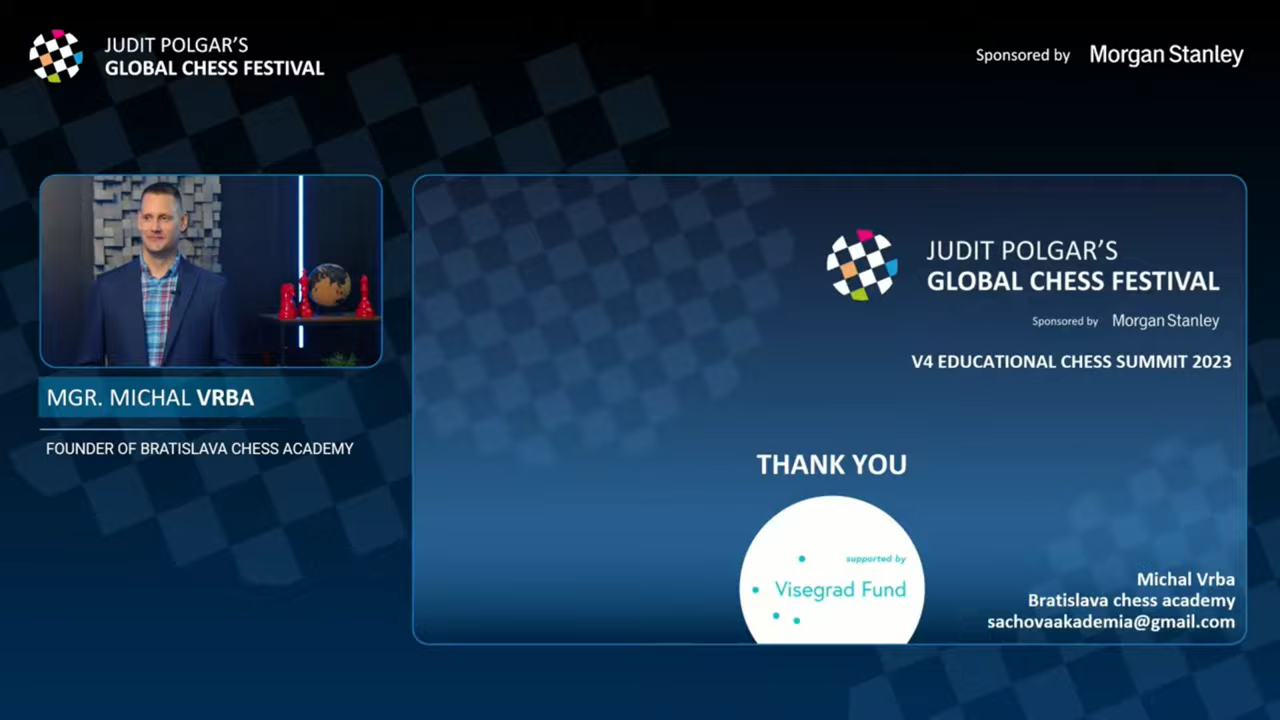 JUDIT POLGAR'S
GLOBAL CHESS FESTIVAL
Sponsored by Morgan Stanley
MGR. MICHAL VRBA
FOUNDER OF BRATISLAVA CHESS ACADEMY
JUDIT POLGAR'S
GLOBAL CHESS FESTIVAL
Sponsored by Morgan Stanley
V4 EDUCATIONAL CHESS SUMMIT 2023
THANK YOU
supported by
Visegrad Fund
Michal Vrba
Bratislava chess academy
sachovaakademia@gmail.com